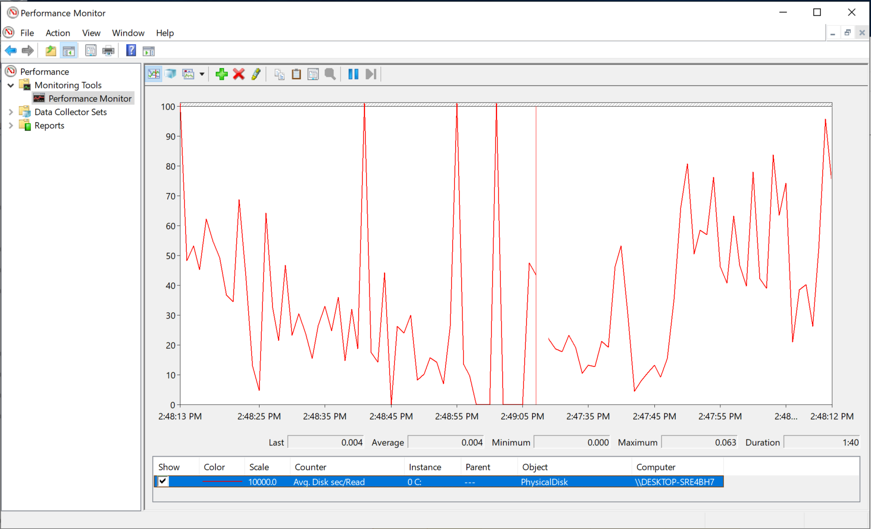 Performance Monitor
File Action View Window Help
Performance
Monitoring Tools
Performance Monitor
Data Collector Sets
Reports
100
90
80
70
60
50
40
30
20
10
0
2:48:13 PM 2:48:25 PM 2:48:35 PM 2:48:45 PM 2:48:55 PM 2:49:05 PM 2:47:35 PM 2:47:45 PM 2:47:55 PM 2:48... 2:48:12 PM
Last 0.004 Average 0.004 Minimum 0.000 Maximum 0.063 Duration 1:40
Show Color Scale Counter Instance Parent Object Computer
10000.0 Avg. Disk sec/Read 0 C: --- PhysicalDisk \\DESKTOP-SRE4BH7